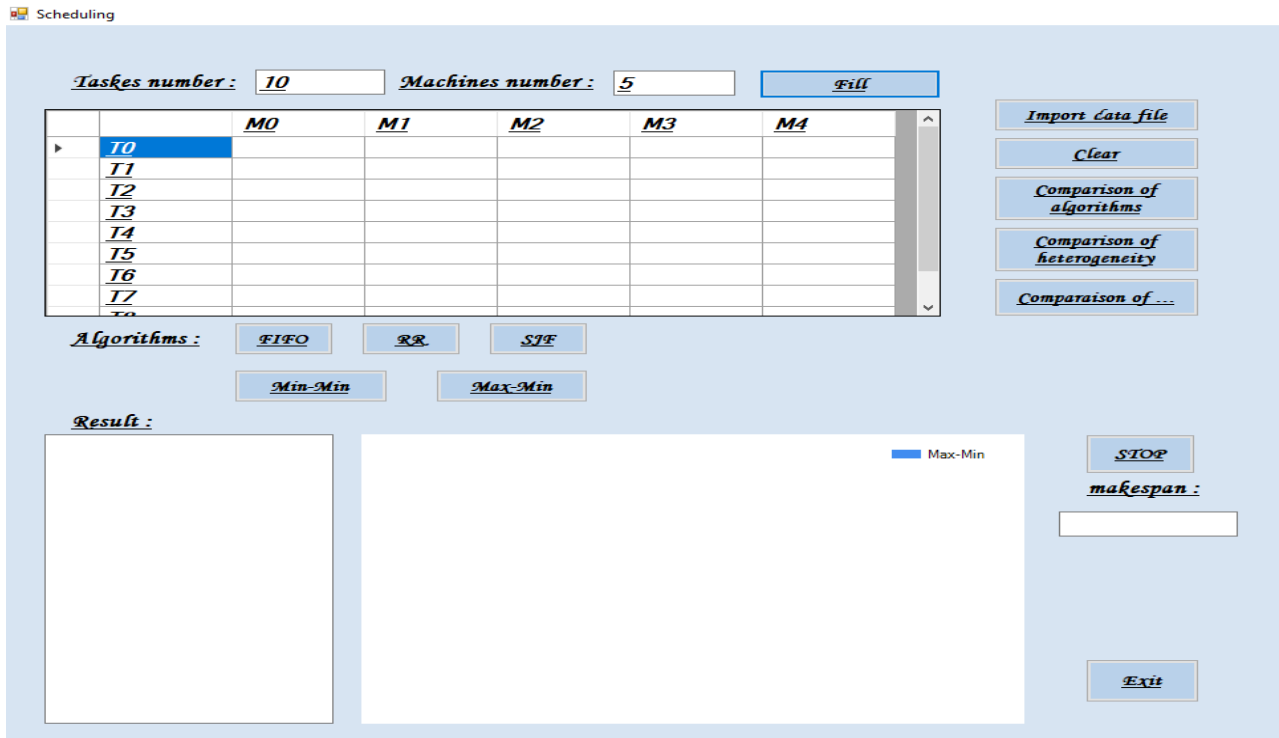 Scheduling
Taskes number : 10 Machines number : 5 Fill
M0 M1 M2 M3 M4
T0
T1
T2
T3
T4
T5
T6
T7
Import data file
Clear
Comparison of
algorithms
Comparison of
heterogeneity
Comparaison of ...
Algorithms : FIFO RR SJF
Min-Min Max-Min
Result :
Max-Min
STOP
makespan :
Exit